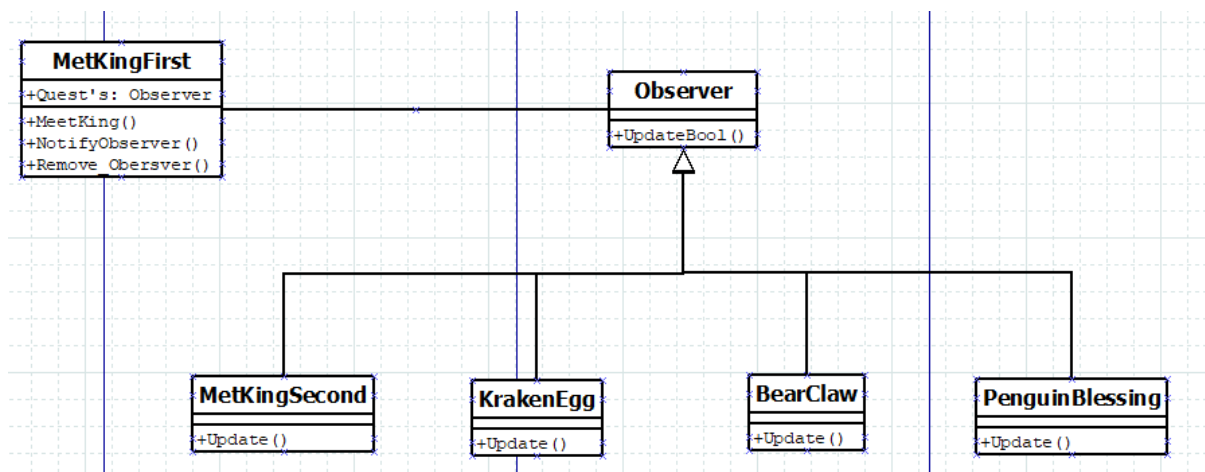 MetKingFirst
+Quest's: Observer
+MeetKing()
+NotifyObserver()
+Remove_Obersver()
Observer
+UpdateBool()
MetKingSecond
+Update()
KrakenEgg
+Update()
BearClaw
+Update()
PenguinBlessing
+Update()